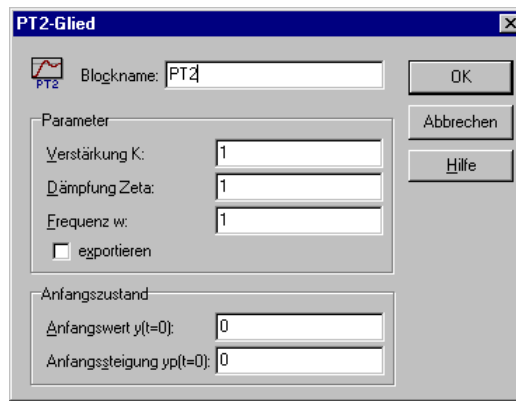 PT2-Glied
PT2
Blockname: PT2
OK
Abbrechen
Hilfe
Parameter
Verstärkung K: 1
Dämpfung Zeta: 1
Frequenz w: 1
exportieren
Anfangszustand
Anfangswert y(t=0): 0
Anfangssteigung yp(t=0): 0